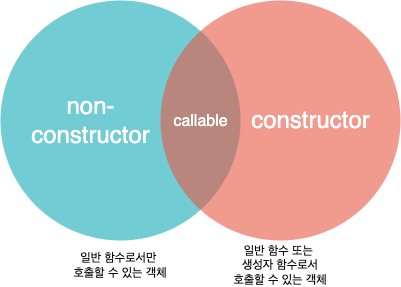 non-
constructor
callable
constructor
일반 함수로서만
호출할 수 있는 객체
일반 함수 또는
생성자 함수로서
호출할 수 있는 객체